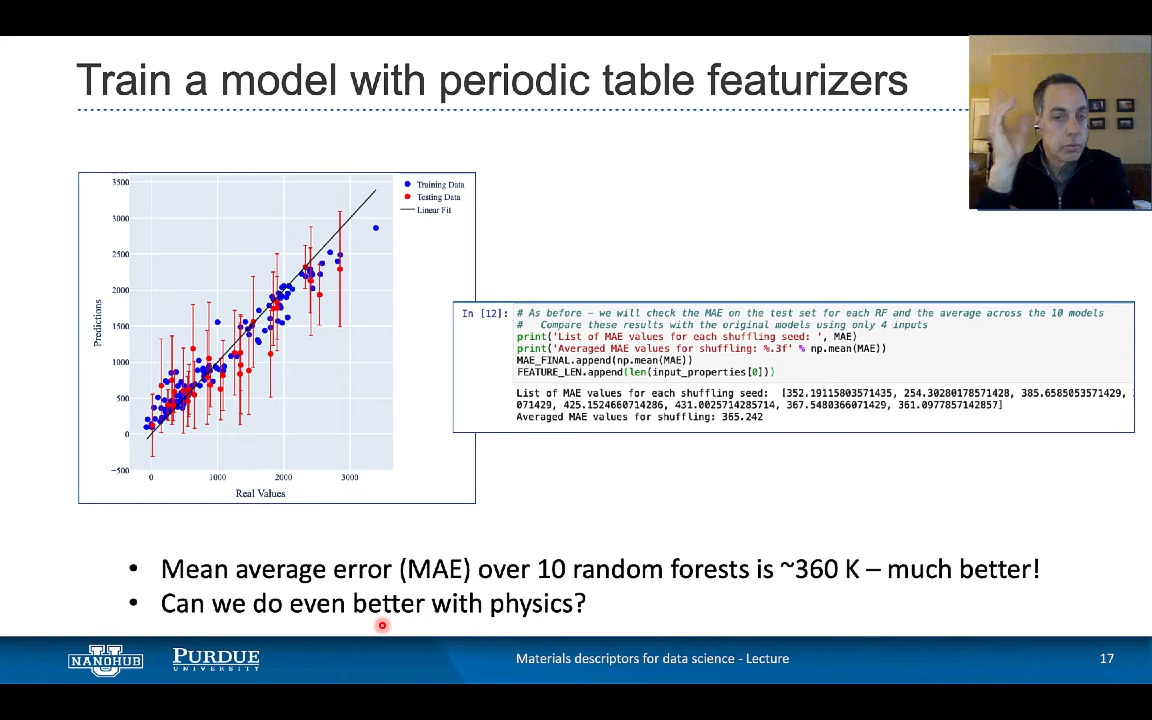 Train a model with periodic table featurizers
3500
3000
2500
2000
1500
1000
500
0
−500
Predictions
0
1000
2000
3000
Real Values
Training Data
Testing Data
Linear Fit
In [12]:
# As before – we will check the MAE on the test set for each RF and the average across the 10 models
# Compare these results with the original models using only 4 inputs
print('List of MAE values for each shuffling seed: ', MAE)
print('Averaged MAE values for shuffling: %.3f' % np.mean(MAE))
MAE_FINAL.append(np.mean(MAE))
FEATURE_LEN.append(len(input_properties[0]))
List of MAE values for each shuffling seed: [352.19115803571435, 254.30280178571428, 385.6585053571429,
071429, 425.1524660714286, 431.0025714285714, 367.5480366071429, 361.0977857142857]
Averaged MAE values for shuffling: 365.242
• Mean average error (MAE) over 10 random forests is ~360 K – much better!
• Can we do even better with physics?
NANOHUB
PURDUE
UNIVERSITY
Materials descriptors for data science - Lecture
17